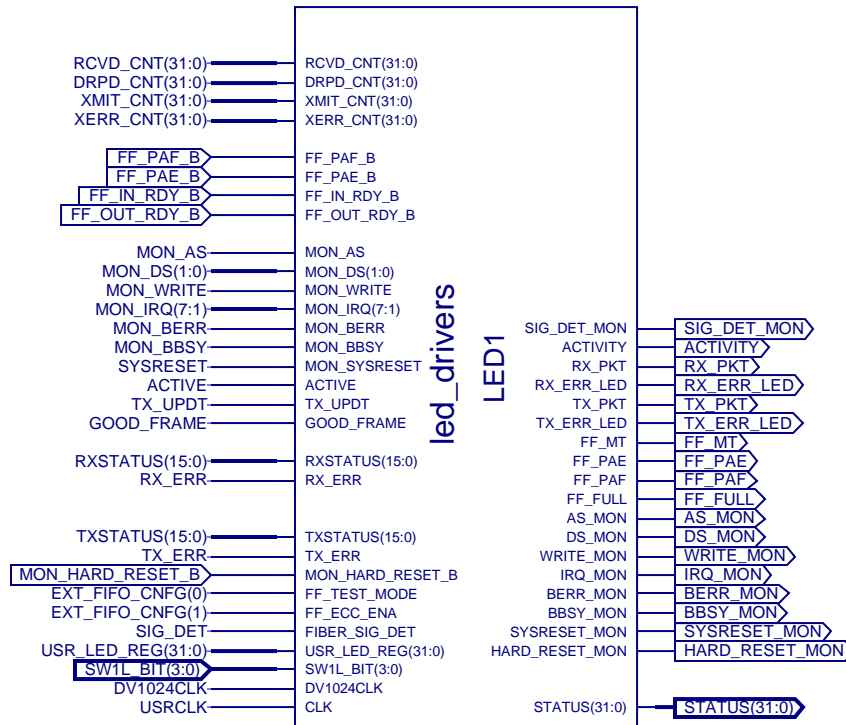 RCVD_CNT(31:0) RCVD_CNT(31:0)
DRPD_CNT(31:0) DRPD_CNT(31:0)
XMIT_CNT(31:0) XMIT_CNT(31:0)
XERR_CNT(31:0) XERR_CNT(31:0)
FF_PAF_B FF_PAF_B
FF_PAE_B FF_PAE_B
FF_IN_RDY_B FF_IN_RDY_B
FF_OUT_RDY_B FF_OUT_RDY_B
MON_AS MON_AS
MON_DS(1:0) MON_DS(1:0)
MON_WRITE MON_WRITE
MON_IRQ(7:1) MON_IRQ(7:1)
MON_BERR MON_BERR
MON_BBSY MON_BBSY
SYSRESET MON_SYSRESET
ACTIVE ACTIVE
TX_UPDT TX_UPDT
GOOD_FRAME GOOD_FRAME
RXSTATUS(15:0) RXSTATUS(15:0)
RX_ERR RX_ERR
TXSTATUS(15:0) TXSTATUS(15:0)
TX_ERR TX_ERR
MON_HARD_RESET_B MON_HARD_RESET_B
EXT_FIFO_CNFG(0) FF_TEST_MODE
EXT_FIFO_CNFG(1) FF_ECC_ENA
SIG_DET FIBER_SIG_DET
USR_LED_REG(31:0) USR_LED_REG(31:0)
SW1L_BIT(3:0) SW1L_BIT(3:0)
DV1024CLK DV1024CLK
USRCLK CLK
led_drivers
LED1
SIG_DET_MON SIG_DET_MON
ACTIVITY ACTIVITY
RX_PKT RX_PKT
RX_ERR_LED RX_ERR_LED
TX_PKT TX_PKT
TX_ERR_LED TX_ERR_LED
FF_MT FF_MT
FF_PAE FF_PAE
FF_PAF FF_PAF
FF_FULL FF_FULL
AS_MON AS_MON
DS_MON DS_MON
WRITE_MON WRITE_MON
IRQ_MON IRQ_MON
BERR_MON BERR_MON
BBSY_MON BBSY_MON
SYSRESET_MON SYSRESET_MON
HARD_RESET_MON HARD_RESET_MON
STATUS(31:0) STATUS(31:0)